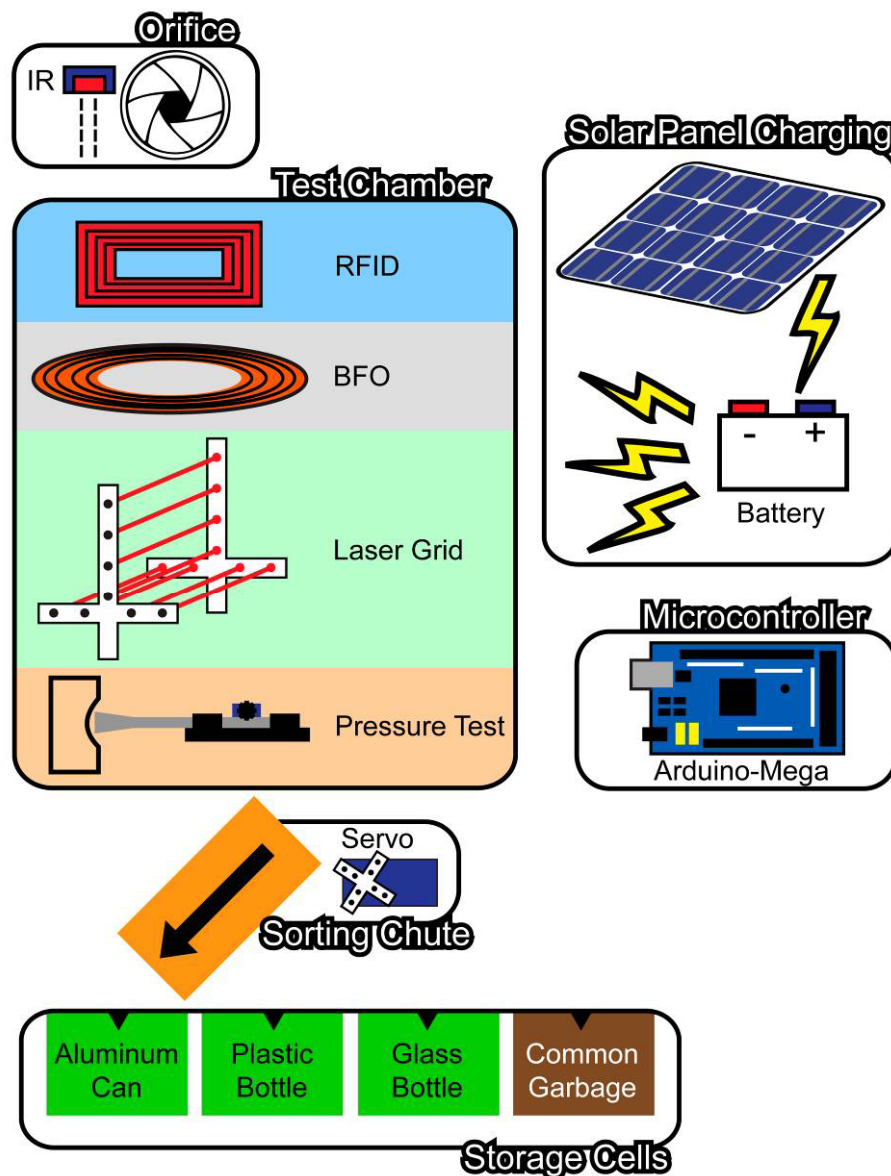 Orifice
IR
Test Chamber
RFID
BFO
Laser Grid
Pressure Test
Solar Panel Charging
- +
Battery
Microcontroller
Arduino-Mega
Servo
Sorting Chute
Aluminum
Can
Plastic
Bottle
Glass
Bottle
Common
Garbage
Storage Cells